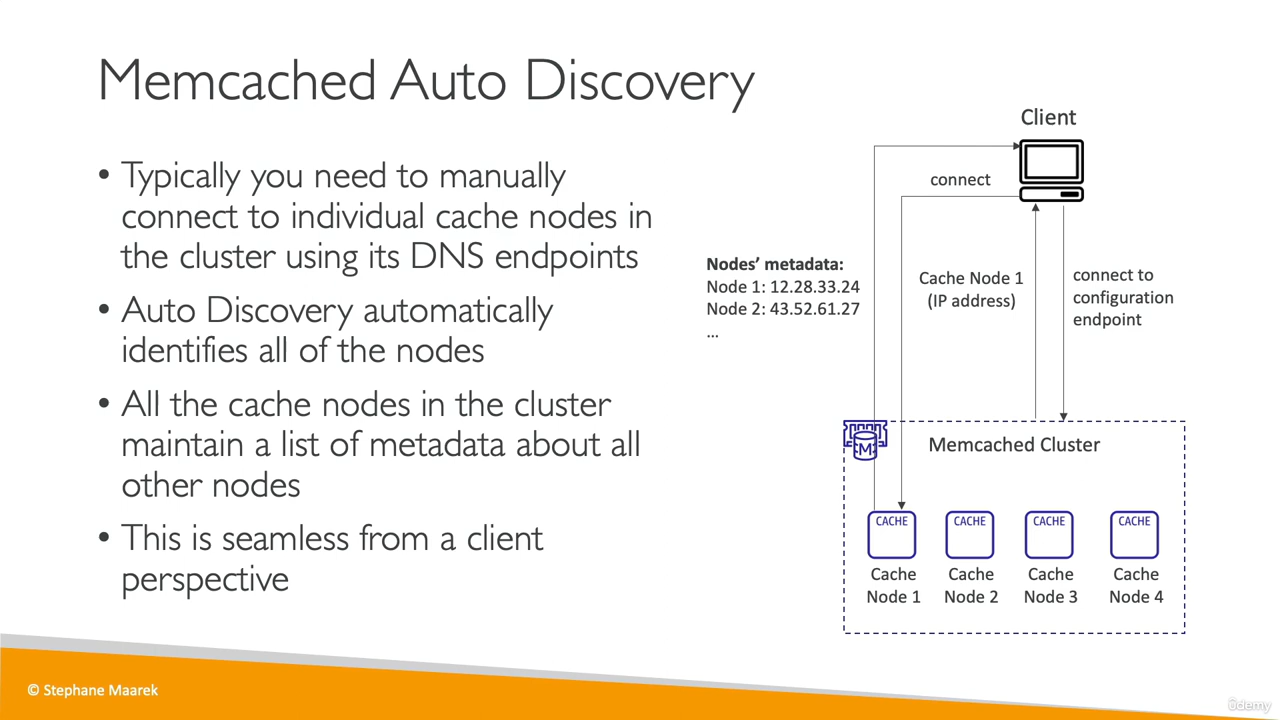 Memcached Auto Discovery
• Typically you need to manually
connect to individual cache nodes in
the cluster using its DNS endpoints
• Auto Discovery automatically
identifies all of the nodes
• All the cache nodes in the cluster
maintain a list of metadata about all
other nodes
• This is seamless from a client
perspective
Client
connect
Nodes’ metadata:
Node 1: 12.28.33.24
Node 2: 43.52.61.27
...
Cache Node 1
(IP address)
connect to
configuration
endpoint
M
Memcached Cluster
CACHE
Cache
Node 1
CACHE
Cache
Node 2
CACHE
Cache
Node 3
CACHE
Cache
Node 4
© Stephane Maarek
ûdemy